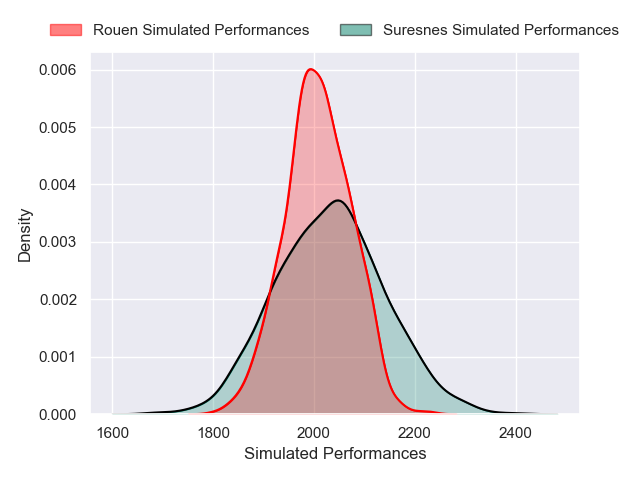 Rouen Simulated Performances Suresnes Simulated Performances
0.006
0.005
0.004
0.003
0.002
0.001
0.000
Density
1600 1800 2000 2200 2400
Simulated Performances